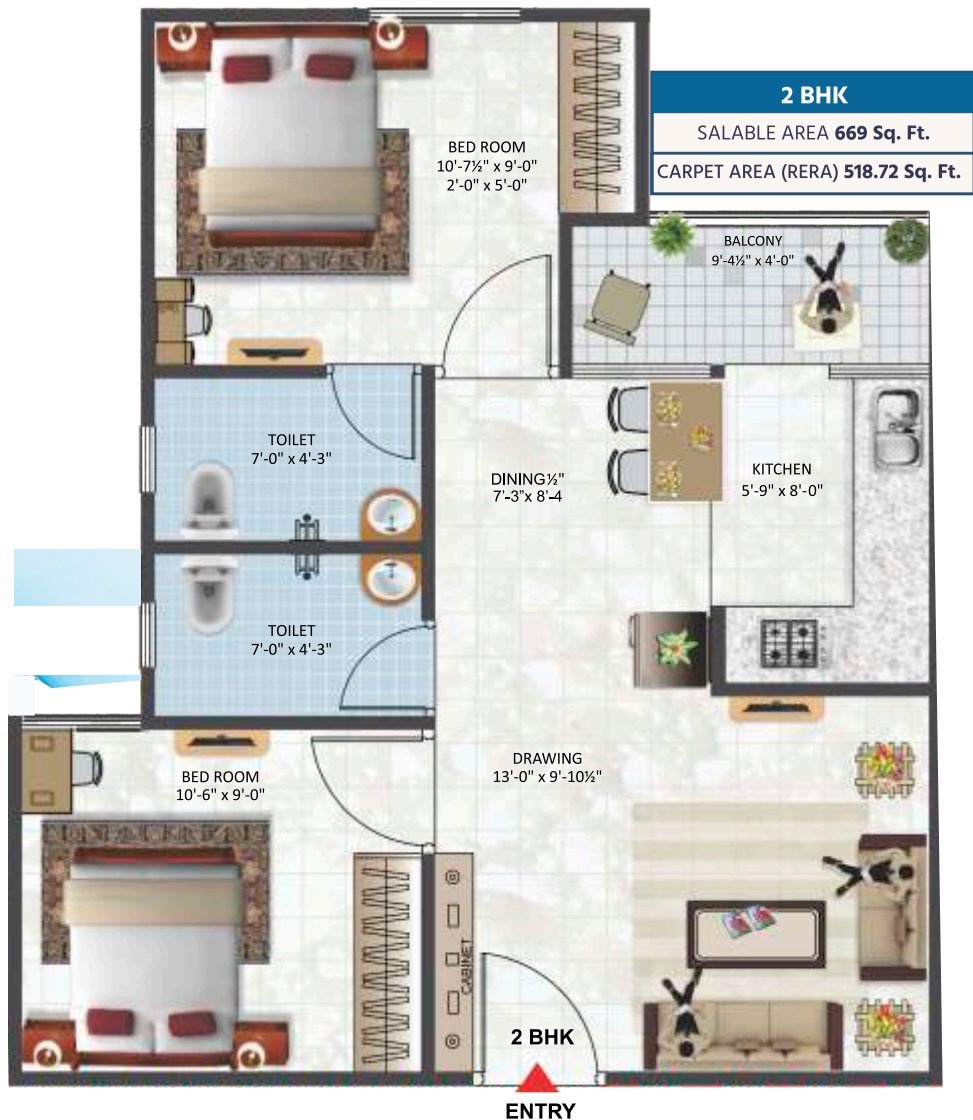 2 BHK
SALABLE AREA 669 Sq. Ft.
CARPET AREA (RERA) 518.72 Sq. Ft.
BED ROOM
10'-7½" x 9'-0"
2'-0" x 5'-0"
BALCONY
9'-4½" x 4'-0"
TOILET
7'-0" x 4'-3"
DINING½"
7'-3"x 8'-4
KITCHEN
5'-9" x 8'-0"
TOILET
7'-0" x 4'-3"
DRAWING
13'-0" x 9'-10½"
BED ROOM
10'-6" x 9'-0"
CABINET
2 BHK
ENTRY